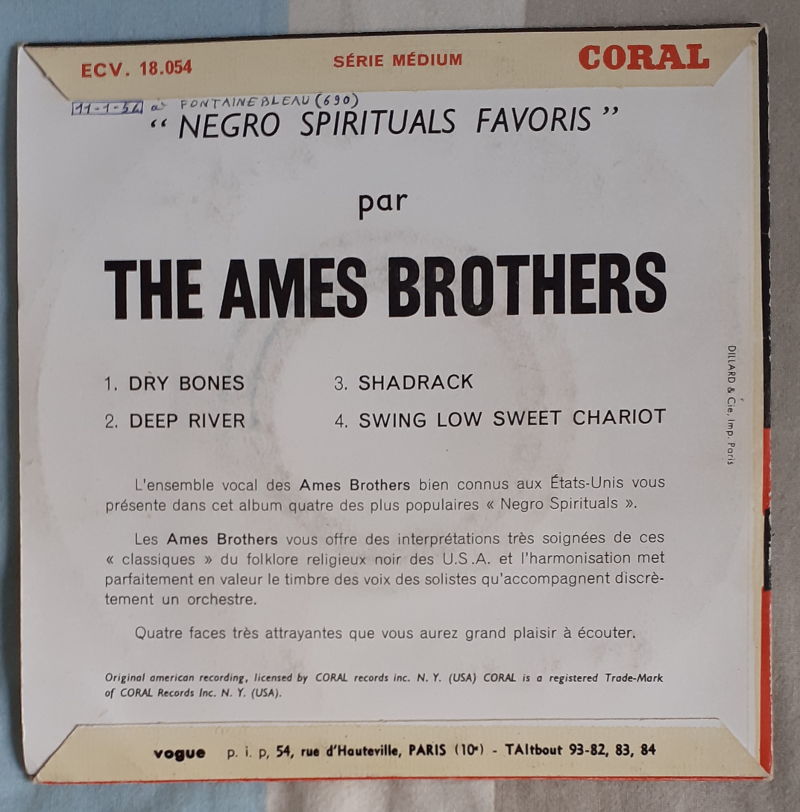 ECV. 18.054 SÉRIE MÉDIUM CORAL
11-1-54 a FONTAINEBLEAU (690)
“ NEGRO SPIRITUALS FAVORIS ”
par
THE AMES BROTHERS
1. DRY BONES 3. SHADRACK
2. DEEP RIVER 4. SWING LOW SWEET CHARIOT
L'ensemble vocal des Ames Brothers bien connus aux États-Unis vous
présente dans cet album quatre des plus populaires « Negro Spirituals ».
Les Ames Brothers vous offre des interprétations très soignées de ces
« classiques » du folklore religieux noir des U.S.A. et l'harmonisation met
parfaitement en valeur le timbre des voix des solistes qu'accompagnent discrè-
tement un orchestre.
Quatre faces très attrayantes que vous aurez grand plaisir à écouter.
Original american recording, licensed by CORAL records inc. N. Y. (USA) CORAL is a registered Trade-Mark
of CORAL Records Inc. N. Y. (USA).
DILLARD & Cie, Imp. Paris
vogue p. i. p, 54, rue d'Hauteville, PARIS (10e) - TAItbout 93-82, 83, 84